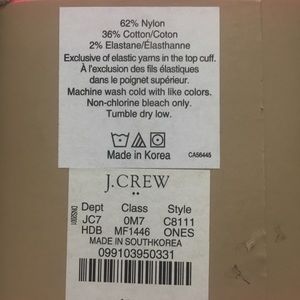 62% Nylon
36% Cotton/Coton
2% Elastane/Élasthanne
Exclusive of elastic yarns in the top cuff.
À l'exclusion des fils élastiques
dans le poignet supérieur.
Machine wash cold with like colors.
Non-chlorine bleach only.
Tumble dry low.
Made in Korea
CA56445
J.CREW
Dept Class Style
JC7 0M7 C8111
HDB MF1446 ONES
MADE IN SOUTHKOREA
099103950331